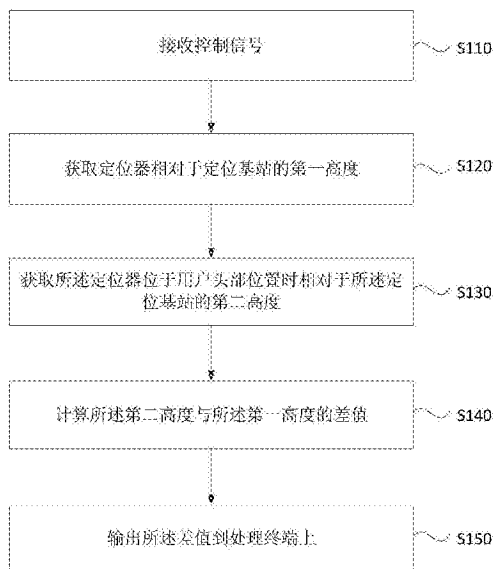 接收控制信号
S110
获取定位器相对于定位基站的第一高度
S120
获取所述定位器位于用户头部位置时相对于所述定
位基站的第二高度
S130
计算所述第二高度与所述第一高度的差值
S140
输出所述差值到处理终端上
S150